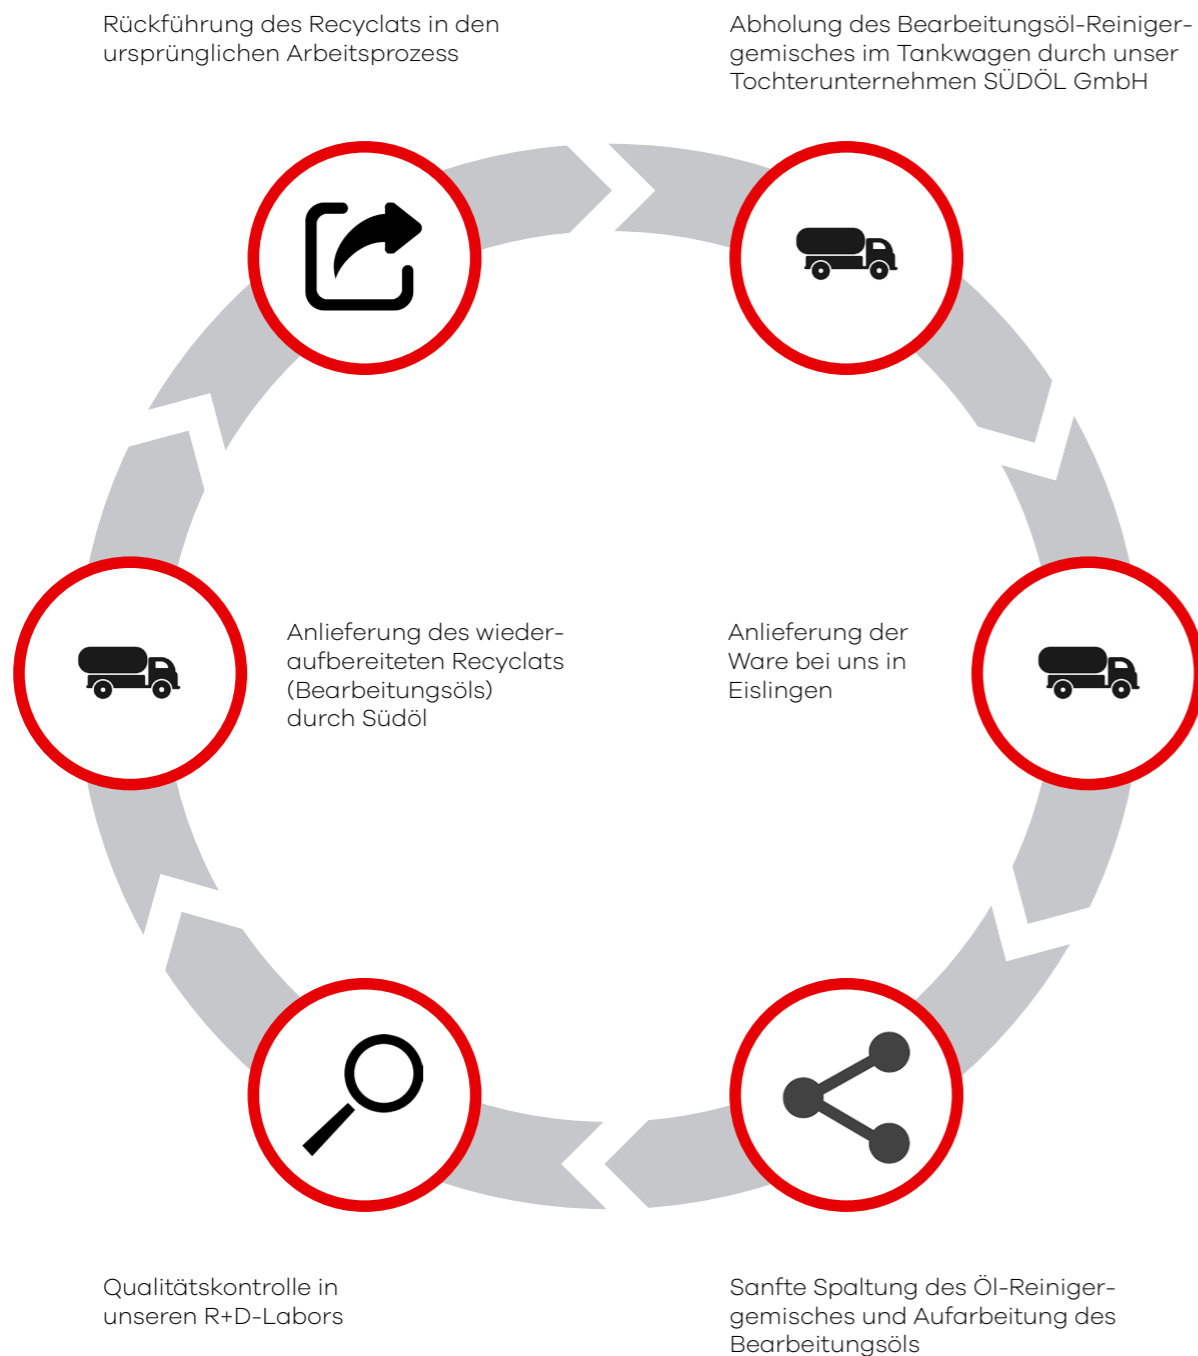 Rückführung des Recyclats in den
ursprünglichen Arbeitsprozess
Abholung des Bearbeitungsöl-Reiniger-
gemisches im Tankwagen durch unser
Tochterunternehmen SÜDÖL GmbH
Anlieferung des wieder-
aufbereiteten Recyclats
(Bearbeitungsöls)
durch Südöl
Anlieferung der
Ware bei uns in
Eislingen
Qualitätskontrolle in
unseren R+D-Labors
Sanfte Spaltung des Öl-Reiniger-
gemisches und Aufarbeitung des
Bearbeitungsöls